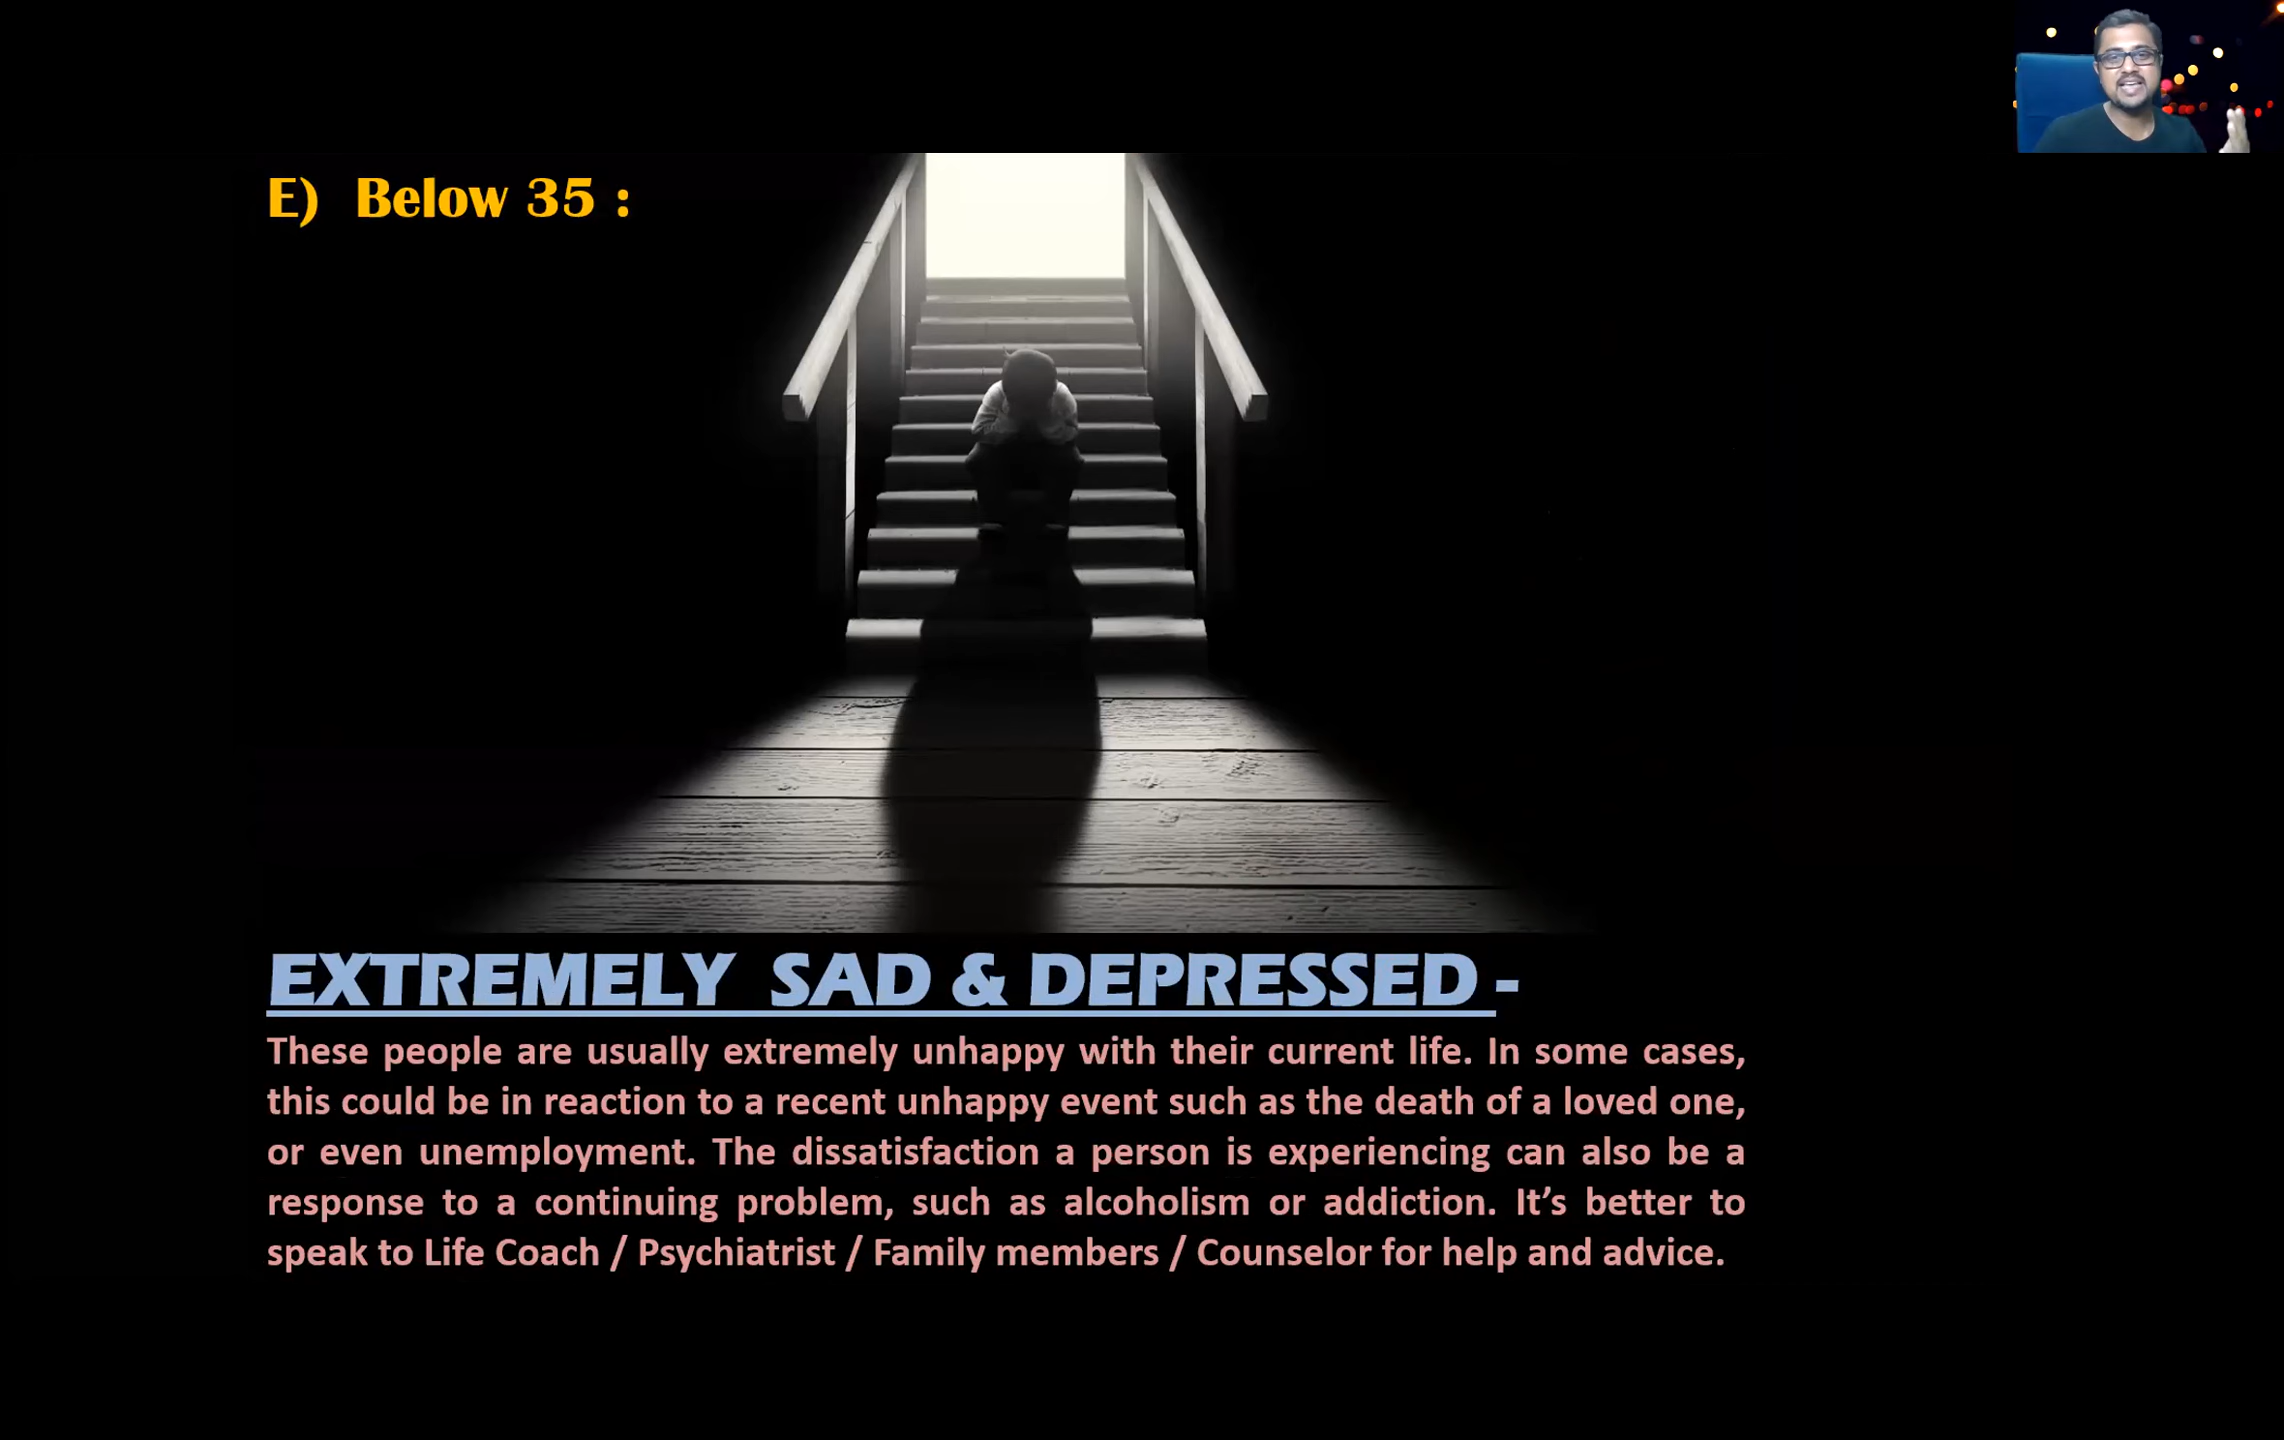 E) Below 35 :
EXTREMELY SAD & DEPRESSED -
These people are usually extremely unhappy with their current life. In some cases,
this could be in reaction to a recent unhappy event such as the death of a loved one,
or even unemployment. The dissatisfaction a person is experiencing can also be a
response to a continuing problem, such as alcoholism or addiction. It’s better to
speak to Life Coach / Psychiatrist / Family members / Counselor for help and advice.